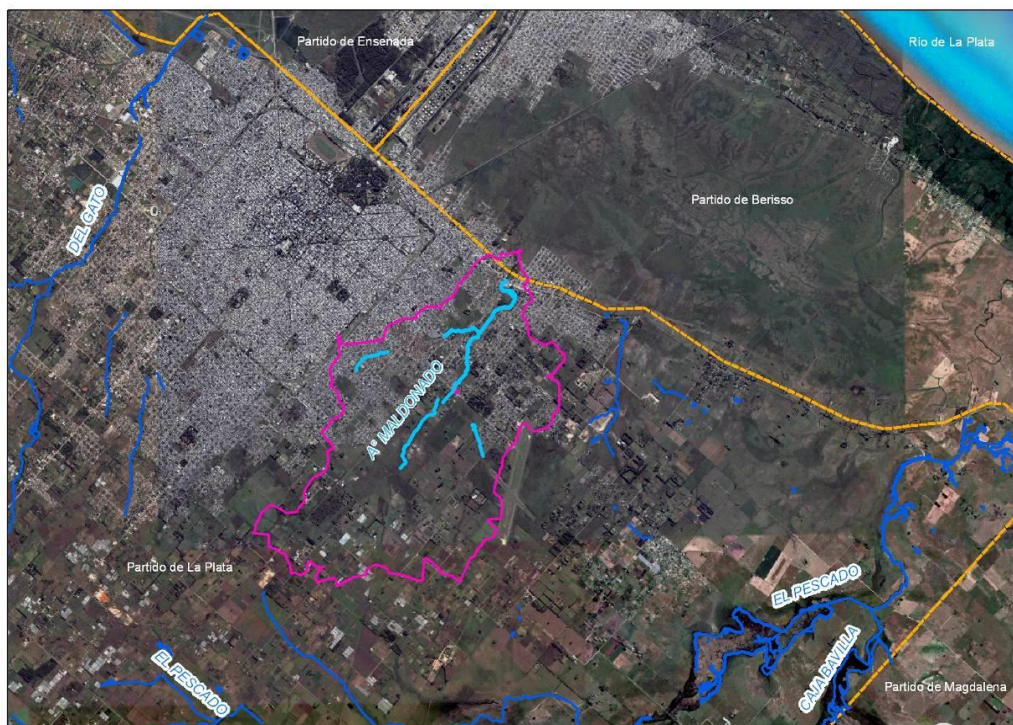 Partido de Ensenada
Río de La Plata
DEL GATO
Partido de Berisso
A° MALDONADO
Partido de La Plata
EL PESCADO
EL PESCADO
CAJA BAVILLA
Partido de Magdalena